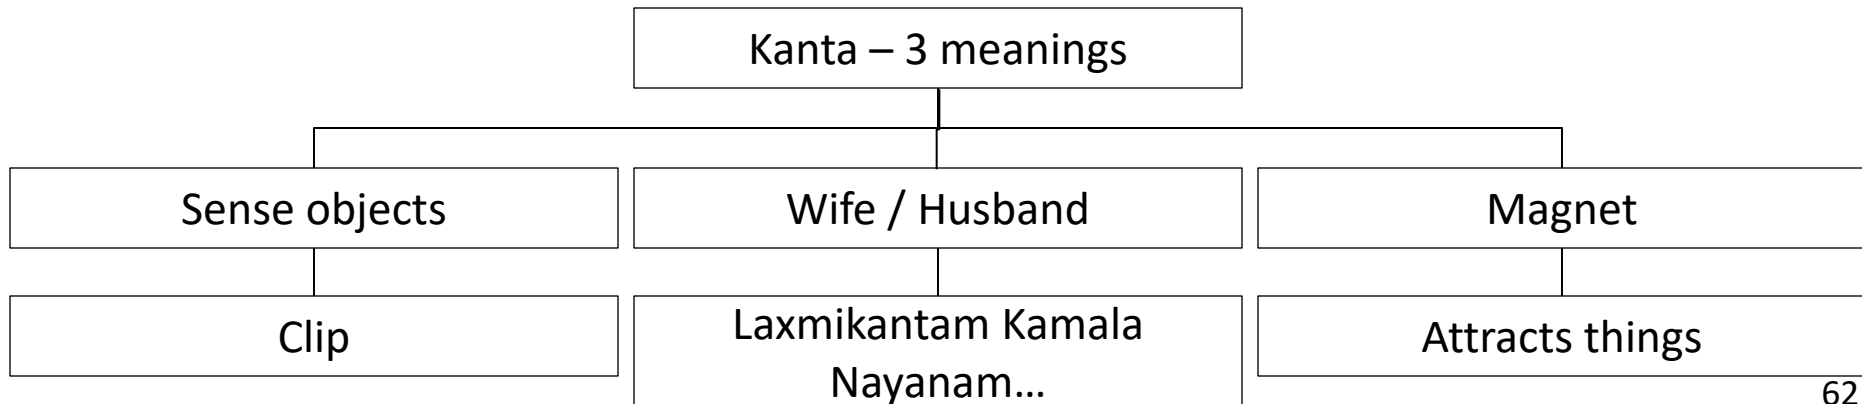 Kanta – 3 meanings
Sense objects
Wife / Husband
Magnet
Clip
Laxmikantam Kamala
Nayanam...
Attracts things
62